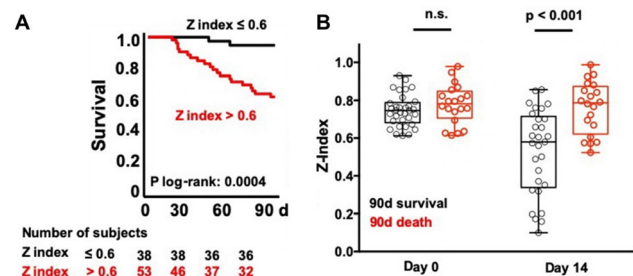 A
Z index ≤ 0.6
1.0
0.8
0.6
0.4
0.2
0
Survival
Z index > 0.6
P log-rank: 0.0004
0 30 60 90 d
Number of subjects
Z index ≤ 0.6 38 38 36 36
Z index > 0.6 53 46 37 32
B
n.s.
p < 0.001
1.0
0.8
0.6
0.4
0.2
0.0
Z-Index
90d survival
90d death
Day 0 Day 14